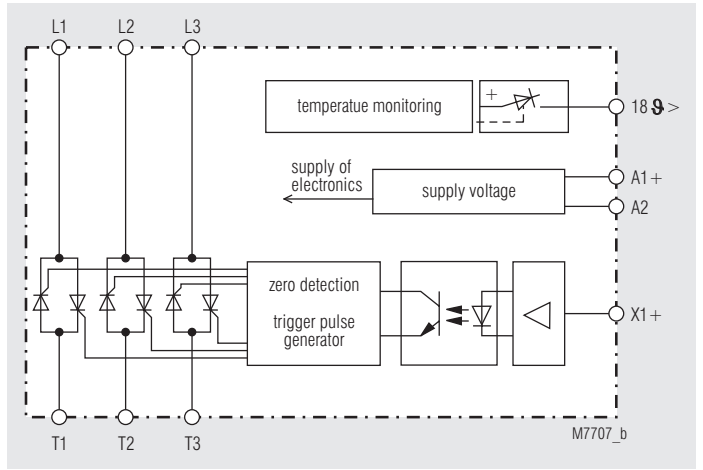 L1 L2 L3
temperatue monitoring
+
18 ϑ >
supply of
electronics
supply voltage
A1+
A2
zero detection
trigger pulse
generator
X1+
T1 T2 T3
M7707_b